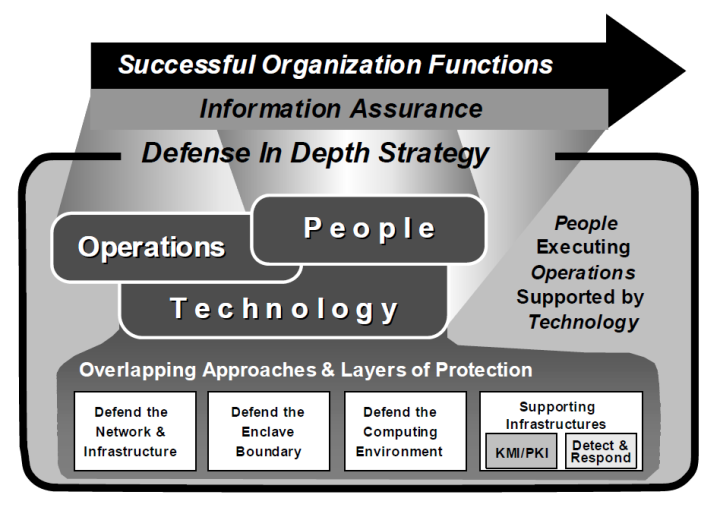 Successful Organization Functions
Information Assurance
Defense In Depth Strategy
Operations
People
Technology
People
Executing
Operations
Supported by
Technology
Overlapping Approaches & Layers of Protection
Defend the
Network &
Infrastructure
Defend the
Enclave
Boundary
Defend the
Computing
Environment
Supporting
Infrastructures
KMI/PKI
Detect &
Respond